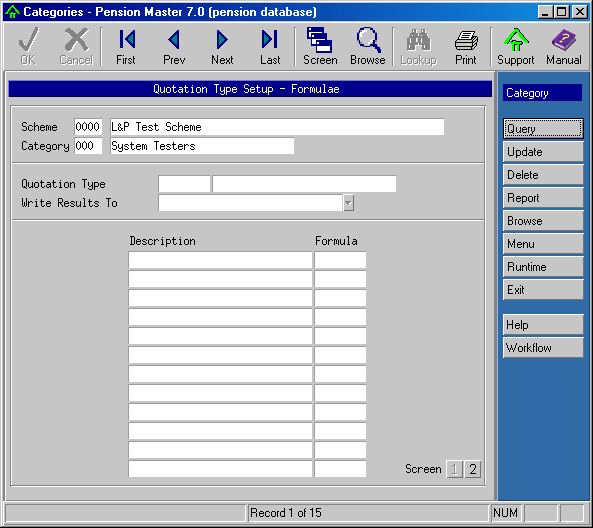 Categories - Pension Master 7.0 (pension database)
OK Cancel First Prev Next Last Screen Browse Lookup Print Support Manual
Quotation Type Setup - Formulae
Category
Scheme 0000 L&P Test Scheme
Category 000 System Testers
Quotation Type
Write Results To
Description Formula
Query
Update
Delete
Report
Browse
Menu
Runtime
Exit
Help
Workflow
Screen 1 2
Record 1 of 15 NUM